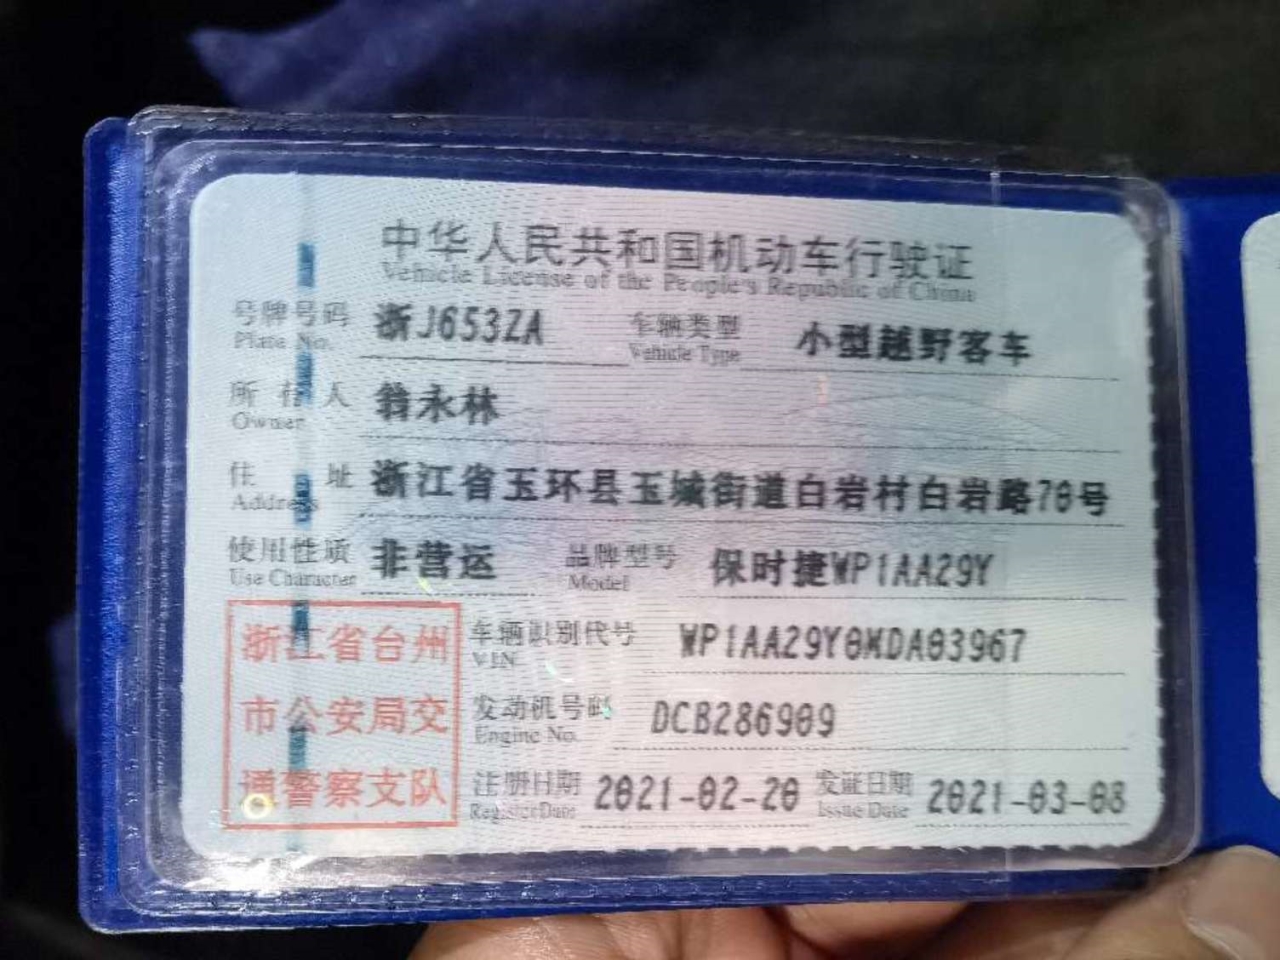 中华人民共和国机动车行驶证
Vehicle License of the People's Republic of China
号牌号码 浙J653ZA 车辆类型 小型越野客车
Plate No. Vehicle Type
所有人 翁永林
Owner
住址 浙江省玉环县玉城街道白岩村白岩路70号
Address
使用性质 非营运 品牌型号 保时捷WP1AA29Y
Use Character Model
浙江省台州
市公安局交
通警察支队
车辆识别代号 WP1AA29Y0MDA03967
VIN
发动机号码 DCB286909
Engine No.
注册日期 2021-02-20 发证日期 2021-03-08
Register Date Issue Date